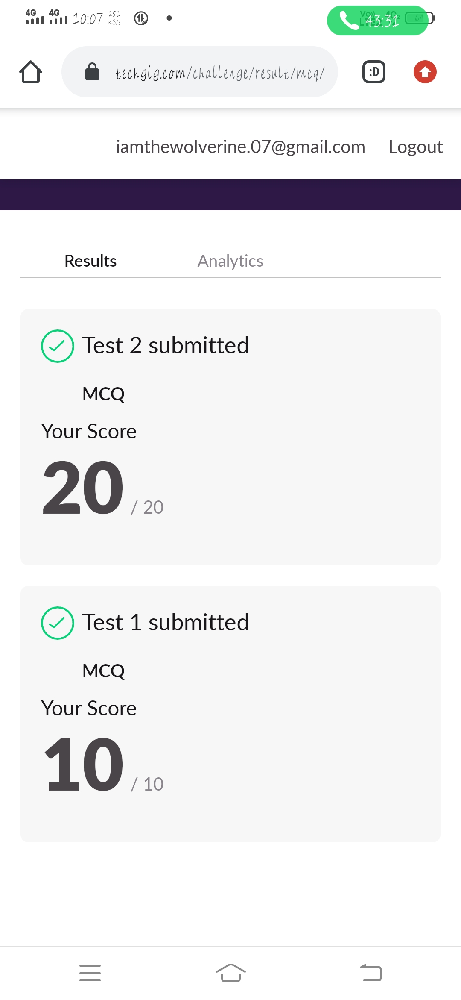 4G 4G 10:07 251 KB/s 43:31 64
techgig.com/challenge/result/mcq/
:D
iamthewolverine.07@gmail.com Logout
Results Analytics
Test 2 submitted
MCQ
Your Score
20 / 20
Test 1 submitted
MCQ
Your Score
10 / 10